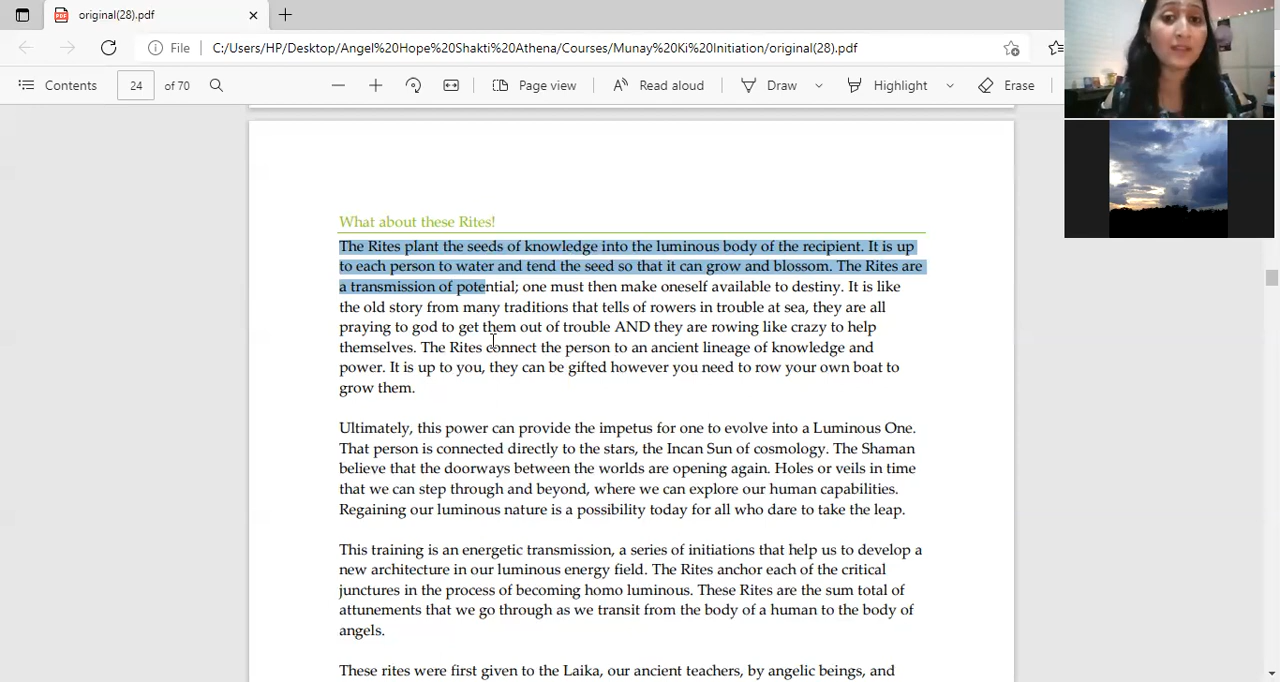 original(28).pdf
File
C:/Users/HP/Desktop/Angel%20Hope%20Shakti%20Athena/Courses/Munay%20Ki%20Initiation/original(28).pdf
Contents
24
of 70
Page view
Read aloud
Draw
Highlight
Erase
What about these Rites!
The Rites plant the seeds of knowledge into the luminous body of the recipient. It is up
to each person to water and tend the seed so that it can grow and blossom. The Rites are
a transmission of potential; one must then make oneself available to destiny. It is like
the old story from many traditions that tells of rowers in trouble at sea, they are all
praying to god to get them out of trouble AND they are rowing like crazy to help
themselves. The Rites connect the person to an ancient lineage of knowledge and
power. It is up to you, they can be gifted however you need to row your own boat to
grow them.
Ultimately, this power can provide the impetus for one to evolve into a Luminous One.
That person is connected directly to the stars, the Incan Sun of cosmology. The Shaman
believe that the doorways between the worlds are opening again. Holes or veils in time
that we can step through and beyond, where we can explore our human capabilities.
Regaining our luminous nature is a possibility today for all who dare to take the leap.
This training is an energetic transmission, a series of initiations that help us to develop a
new architecture in our luminous energy field. The Rites anchor each of the critical
junctures in the process of becoming homo luminous. These Rites are the sum total of
attunements that we go through as we transit from the body of a human to the body of
angels.
These rites were first given to the Laika, our ancient teachers, by angelic beings, and